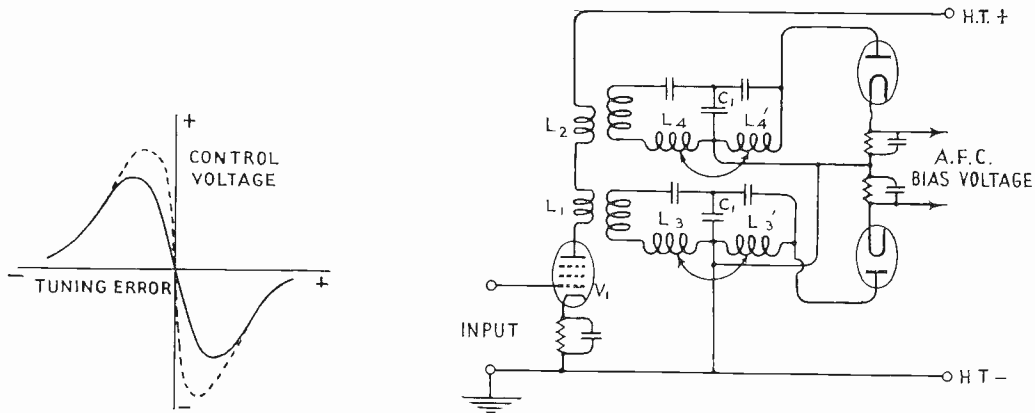 +
CONTROL
VOLTAGE
−
TUNING ERROR
+
−
H.T. +
C₁
L₂
L₄
L₄'
A.F.C.
BIAS VOLTAGE
L₁
C₁
L₃
L₃'
V₁
INPUT
H T −